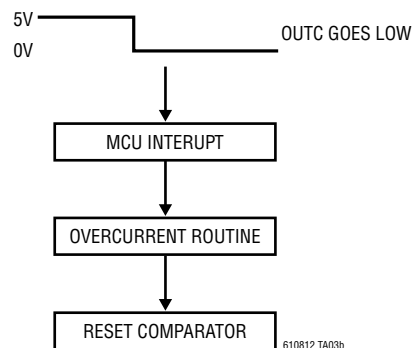 5V
0V
OUTC GOES LOW
MCU INTERUPT
OVERCURRENT ROUTINE
RESET COMPARATOR
610812 TA03b